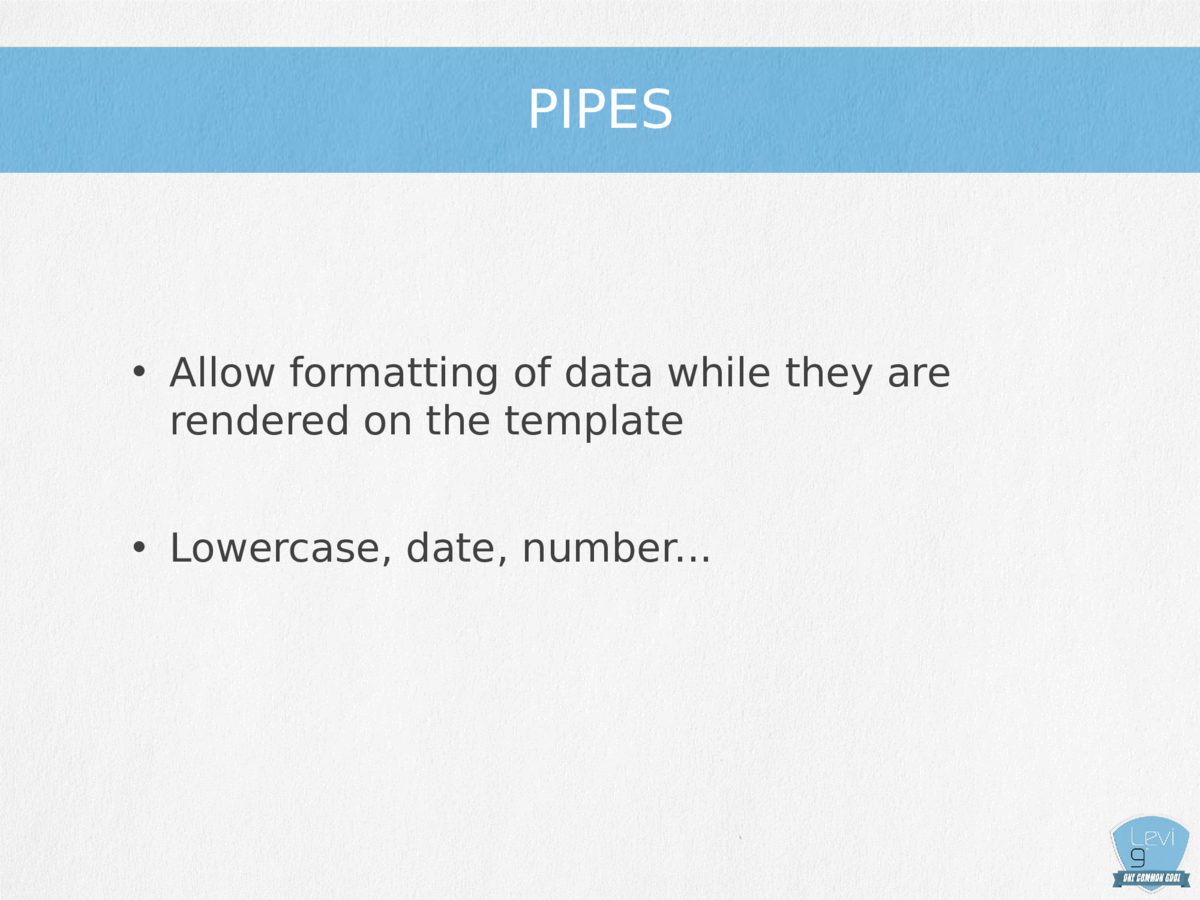 PIPES
• Allow formatting of data while they are
rendered on the template
• Lowercase, date, number...
Levi
9
ONE COMMON GOAL